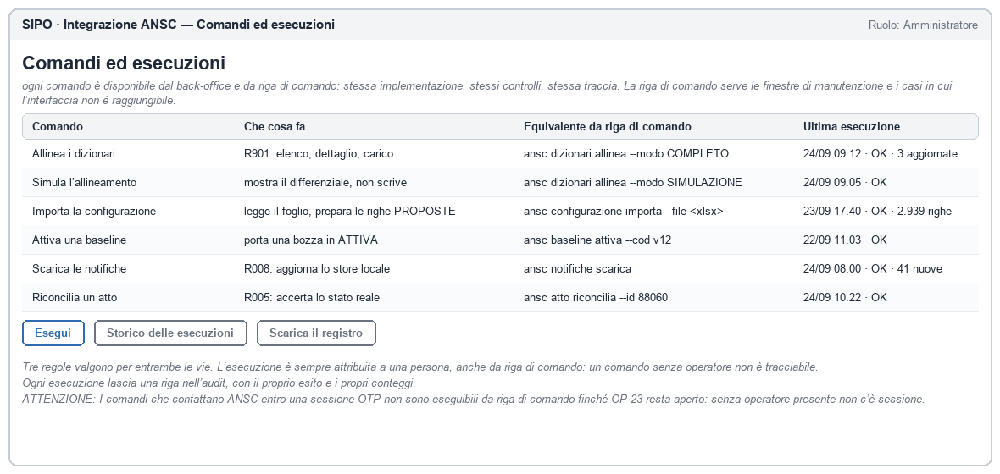 SIPO · Integrazione ANSC — Comandi ed esecuzioni
Ruolo: Amministratore
Comandi ed esecuzioni
ogni comando è disponibile dal back-office e da riga di comando: stessa implementazione, stessi controlli, stessa traccia. La riga di comando serve le finestre di manutenzione e i casi in cui
l’interfaccia non è raggiungibile.
Comando Che cosa fa Equivalente da riga di comando Ultima esecuzione
Allinea i dizionari R901: elenco, dettaglio, carico ansc dizionari allinea --modo COMPLETO 24/09 09.12 · OK · 3 aggiornate
Simula l’allineamento mostra il differenziale, non scrive ansc dizionari allinea --modo SIMULAZIONE 24/09 09.05 · OK
Importa la configurazione legge il foglio, prepara le righe PROPOSTE ansc configurazione importa --file <xlsx> 23/09 17.40 · OK · 2.939 righe
Attiva una baseline porta una bozza in ATTIVA ansc baseline attiva --cod v12 22/09 11.03 · OK
Scarica le notifiche R008: aggiorna lo store locale ansc notifiche scarica 24/09 08.00 · OK · 41 nuove
Riconcilia un atto R005: accerta lo stato reale ansc atto riconcilia --id 88060 24/09 10.22 · OK
Esegui Storico delle esecuzioni Scarica il registro
Tre regole valgono per entrambe le vie. L’esecuzione è sempre attribuita a una persona, anche da riga di comando: un comando senza operatore non è tracciabile.
Ogni esecuzione lascia una riga nell’audit, con il proprio esito e i propri conteggi.
ATTENZIONE: I comandi che contattano ANSC entro una sessione OTP non sono eseguibili da riga di comando finché OP-23 resta aperto: senza operatore presente non c’è sessione.